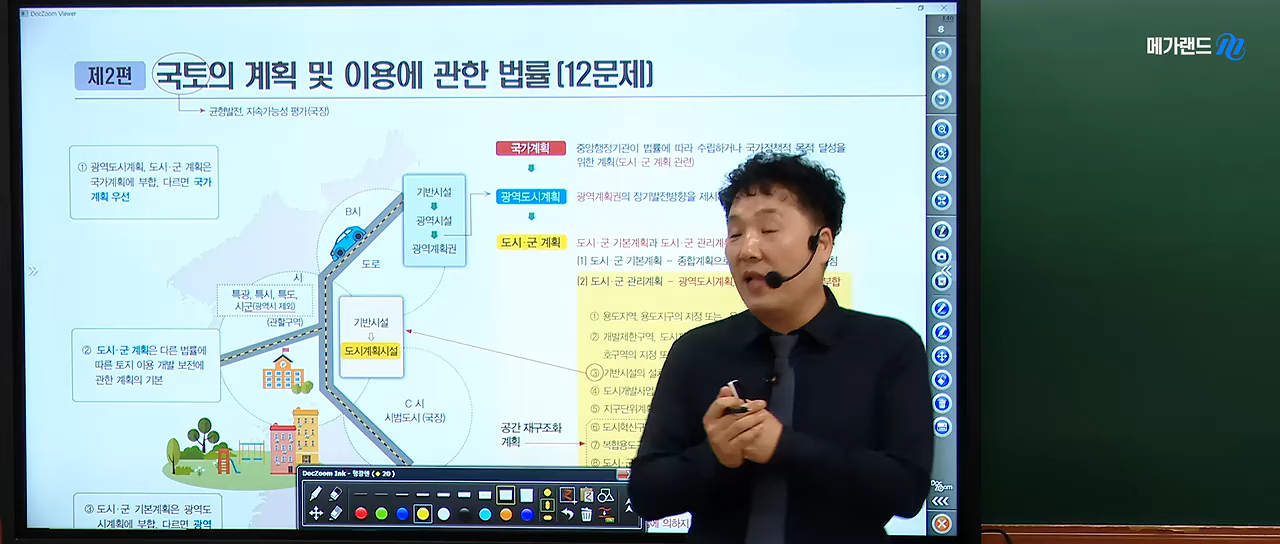 DocZoom Viewer
8
메가랜드
제2편
국토의 계획 및 이용에 관한 법률(12문제)
균형발전, 지속가능성 평가(국장)
① 광역도시계획, 도시·군 계획은
국가계획에 부합, 다르면 국가
계획 우선
국가계획
중앙행정기관이 법률에 따라 수립하거나 국가정책적 목적 달성을
위한 계획(도시·군 계획 관련)
광역도시계획
광역계획권의 장기발전방향을 제시
도시·군 계획
도시·군 기본계획과 도시·군 관리계
(1) 도시·군 기본계획 - 종합계획으
침
(2) 도시·군 관리계획 - 광역도시계획
부합
① 용도지역, 용도지구의 지정 또는
② 개발제한구역, 도시
호구역의 지정 또
③ 기반시설의 설
④ 도시개발사업
⑤ 지구단위계
⑥ 도시혁신구
⑦ 복합용도
⑧ 도시·군
공간 재구조화
계획
B시
도로
기반시설
광역시설
광역계획권
시
특광, 특시, 특도,
시군(광역시 제외)
(관할구역)
기반시설
도시계획시설
② 도시·군 계획은 다른 법률에
따른 토지 이용 개발 보전에
관한 계획의 기본
C 시
시범도시 (국장)
③ 도시·군 기본계획은 광역도
시계획에 부합, 다르면 광역
에 의하지
DocZoom Ink - 형광펜 ( 20 )